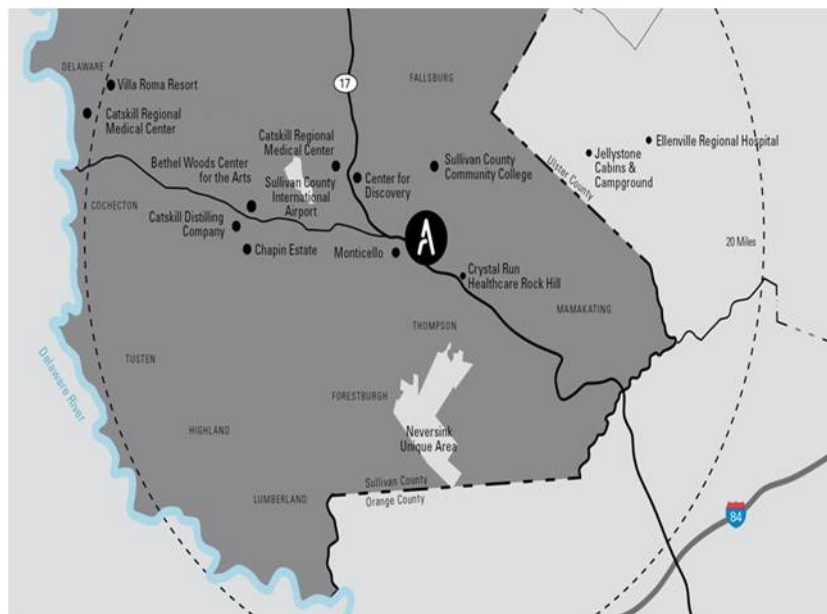 DELAWARE
Villa Roma Resort
Catskill Regional
Medical Center
17
FALLSBURG
Catskill Regional
Medical Center
Bethel Woods Center
for the Arts
Sullivan County
International
Airport
Center for
Discovery
Sullivan County
Community College
Ulster County
Jellystone
Cabins &
Campground
Ellenville Regional Hospital
COCHECTON
Catskill Distilling
Company
Chapin Estate
Monticello
A
20 Miles
Crystal Run
Healthcare Rock Hill
MAMAKATING
THOMPSON
Delaware River
TUSTEN
FORESTBURGH
HIGHLAND
Neversink
Unique Area
LUMBERLAND
Sullivan County
Orange County
84